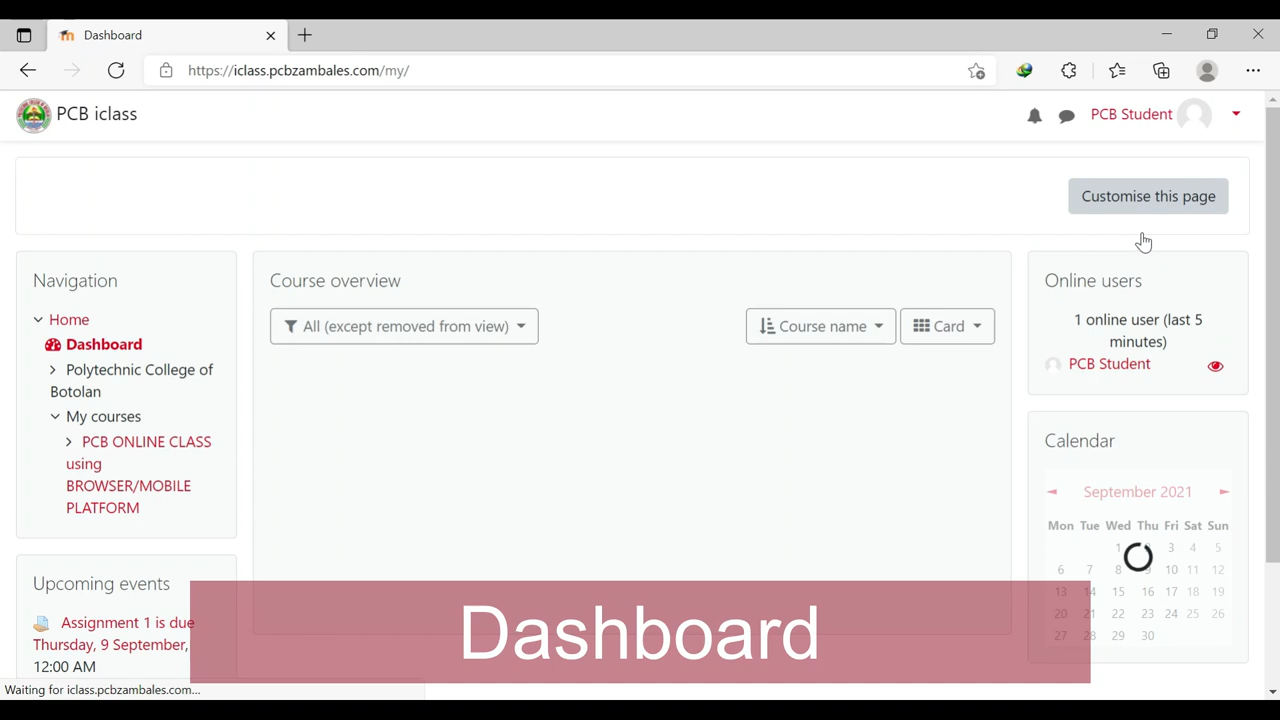 Dashboard
https://iclass.pcbzambales.com/my/
PCB iclass
PCB Student
Customise this page
Navigation
Home
Dashboard
Polytechnic College of
Botolan
My courses
PCB ONLINE CLASS
using
BROWSER/MOBILE
PLATFORM
Upcoming events
Assignment 1 is due
Thursday, 9 September,
12:00 AM
Course overview
All (except removed from view)
Course name
Card
Online users
1 online user (last 5
minutes)
PCB Student
Calendar
September 2021
Mon Tue Wed Thu Fri Sat Sun
1 2 3 4 5
6 7 8 9 10 11 12
13 14 15 16 17 18 19
20 21 22 23 24 25 26
27 28 29 30
Dashboard
Waiting for iclass.pcbzambales.com...